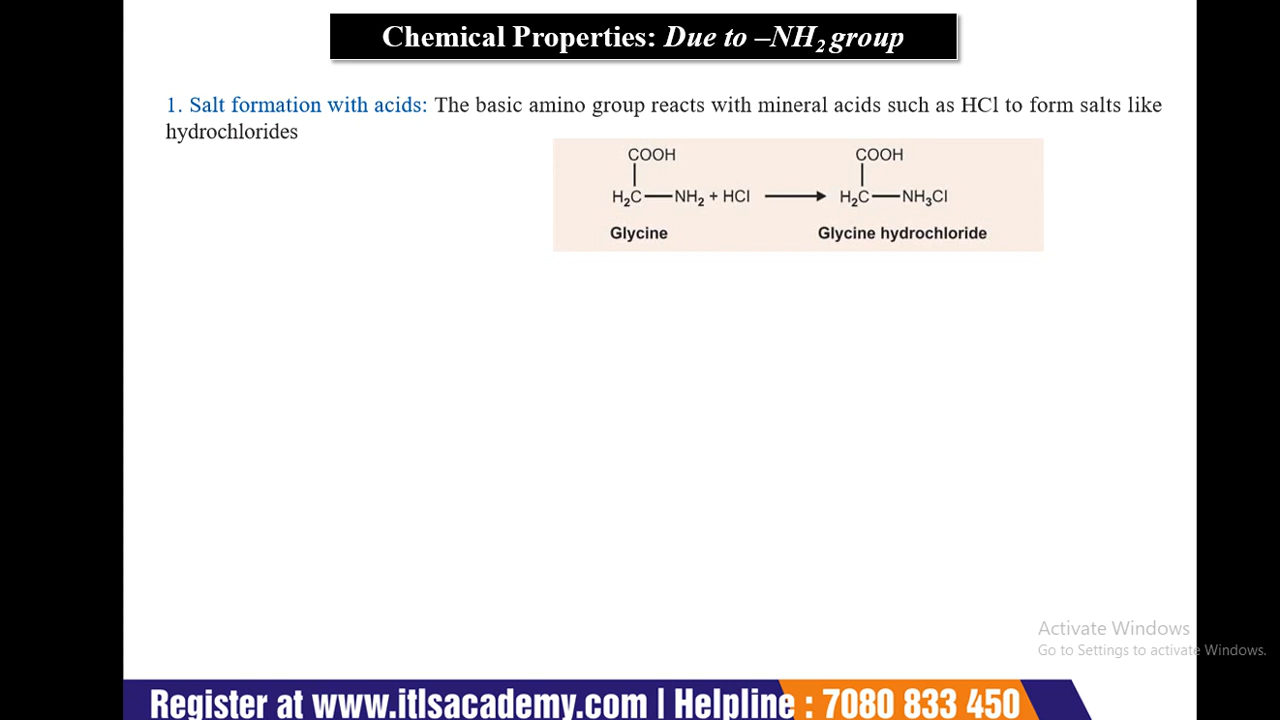 Chemical Properties: Due to –NH₂ group
1. Salt formation with acids: The basic amino group reacts with mineral acids such as HCl to form salts like
hydrochlorides
COOH COOH
H₂C—NH₂ + HCl ⟶ H₂C—NH₃Cl
Glycine Glycine hydrochloride
Activate Windows
Go to Settings to activate Windows.
Register at www.itlsacademy.com | Helpline : 7080 833 450